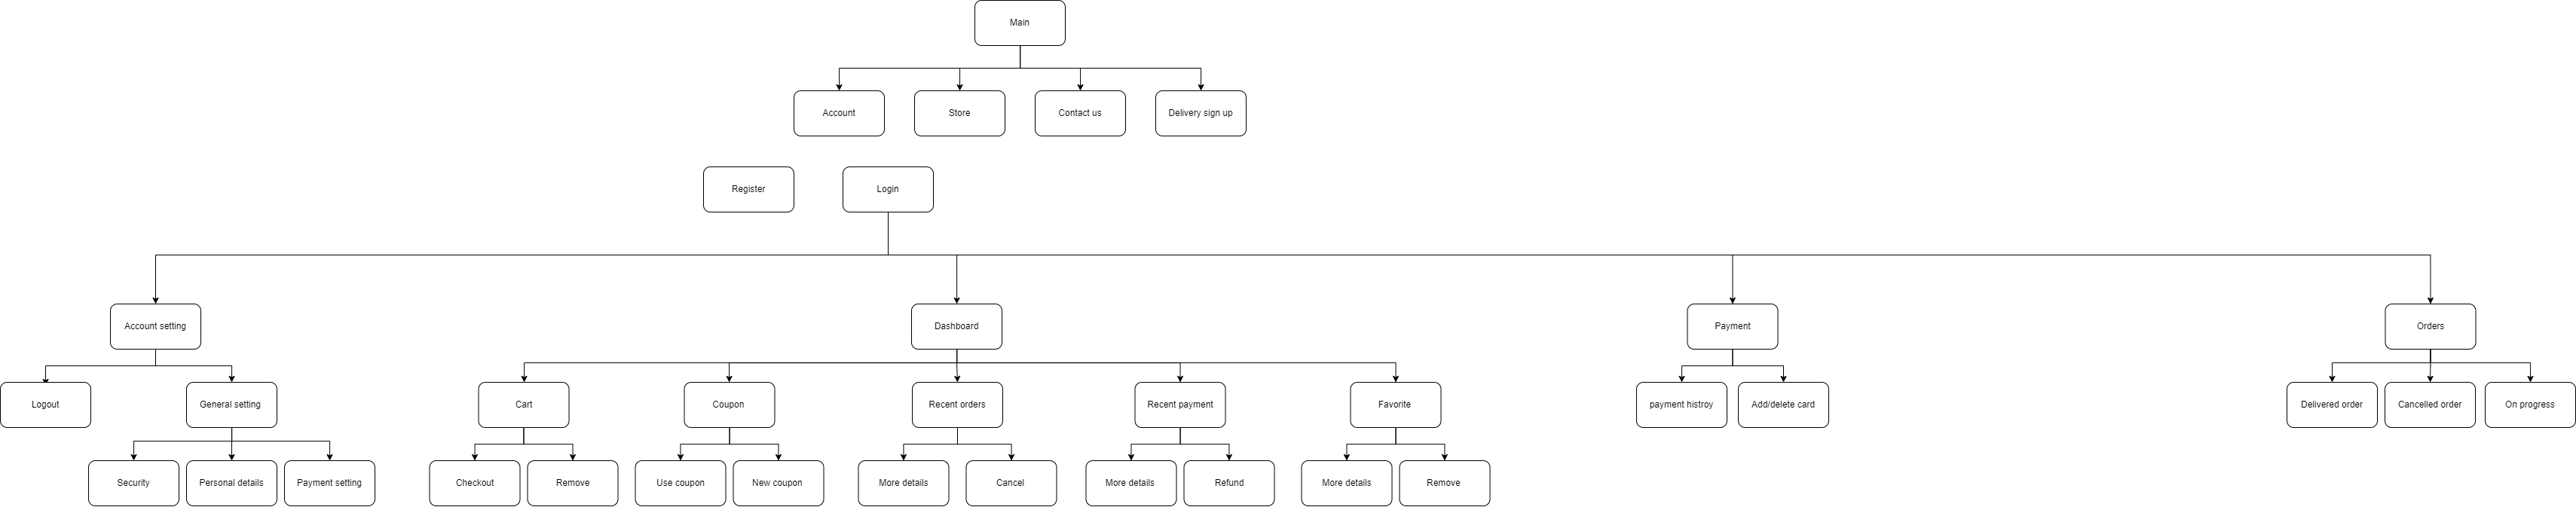 Main
Account
Store
Contact us
Delivery sign up
Register
Login
Account setting
Dashboard
Payment
Orders
Logout
General setting
Cart
Coupon
Recent orders
Recent payment
Favorite
payment histroy
Add/delete card
Delivered order
Cancelled order
On progress
Security
Personal details
Payment setting
Checkout
Remove
Use coupon
New coupon
More details
Cancel
More details
Refund
More details
Remove